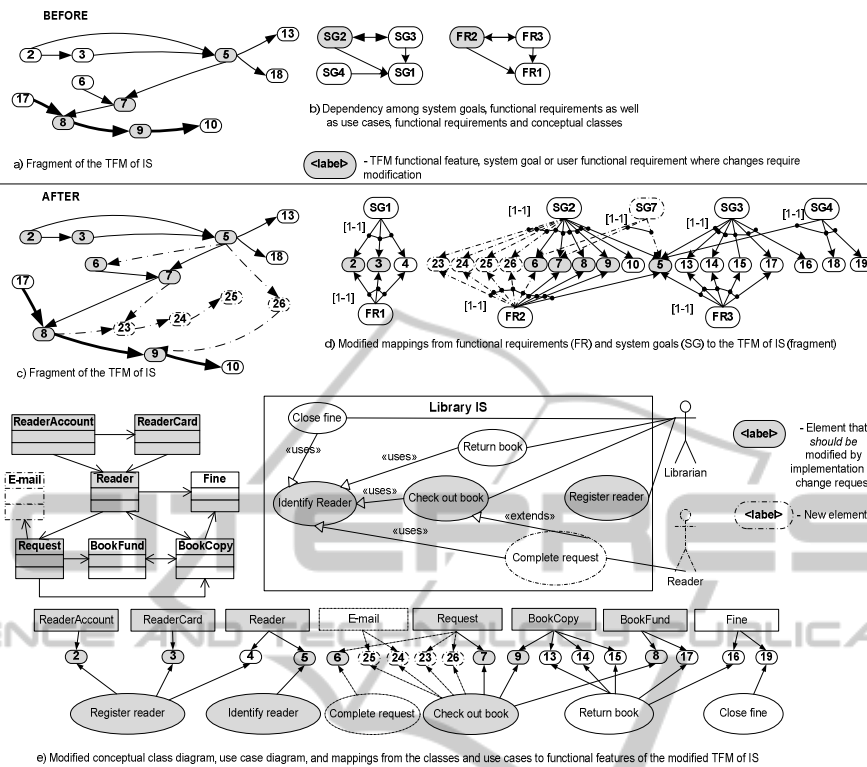 BEFORE
2 3 5 13 18
6 7 17 8 9 10
SG2 SG3 SG4 SG1
FR2 FR3 FR1
b) Dependency among system goals, functional requirements as well
as use cases, functional requirements and conceptual classes
a) Fragment of the TFM of IS
<label>
- TFM functional feature, system goal or user functional requirement where changes require
modification
AFTER
2 3 5 13 18
6 7 17 8 23 24 25 26 9 10
c) Fragment of the TFM of IS
SG1 SG2 SG7 SG3 SG4
[1-1] [1-1] [1-1] [1-1] [1-1]
2 3 4 23 24 25 26 6 7 8 9 10 5 13 14 15 17 16 18 19
[1-1] [1-1] [1-1]
FR1 FR2 FR3
d) Modified mappings from functional requirements (FR) and system goals (SG) to the TFM of IS (fragment)
ReaderAccount ReaderCard
E-mail Reader Fine
Request BookFund BookCopy
Library IS
Close fine
«uses»
Return book
«uses»
Identify Reader
«uses»
Check out book
Register reader
«extends»
«uses»
Complete request
Librarian
Reader
<label>
- Element that
should be
modified by
implementation
change reques
<label>
- New element
ReaderAccount ReaderCard Reader E-mail Request BookCopy BookFund Fine
2 3 4 5 6 25 24 23 26 7 9 13 14 15 8 17 16 19
Register reader Identify reader Complete request Check out book Return book Close fine
e) Modified conceptual class diagram, use case diagram, and mappings from the classes and use cases to functional features of the modified TFM of IS